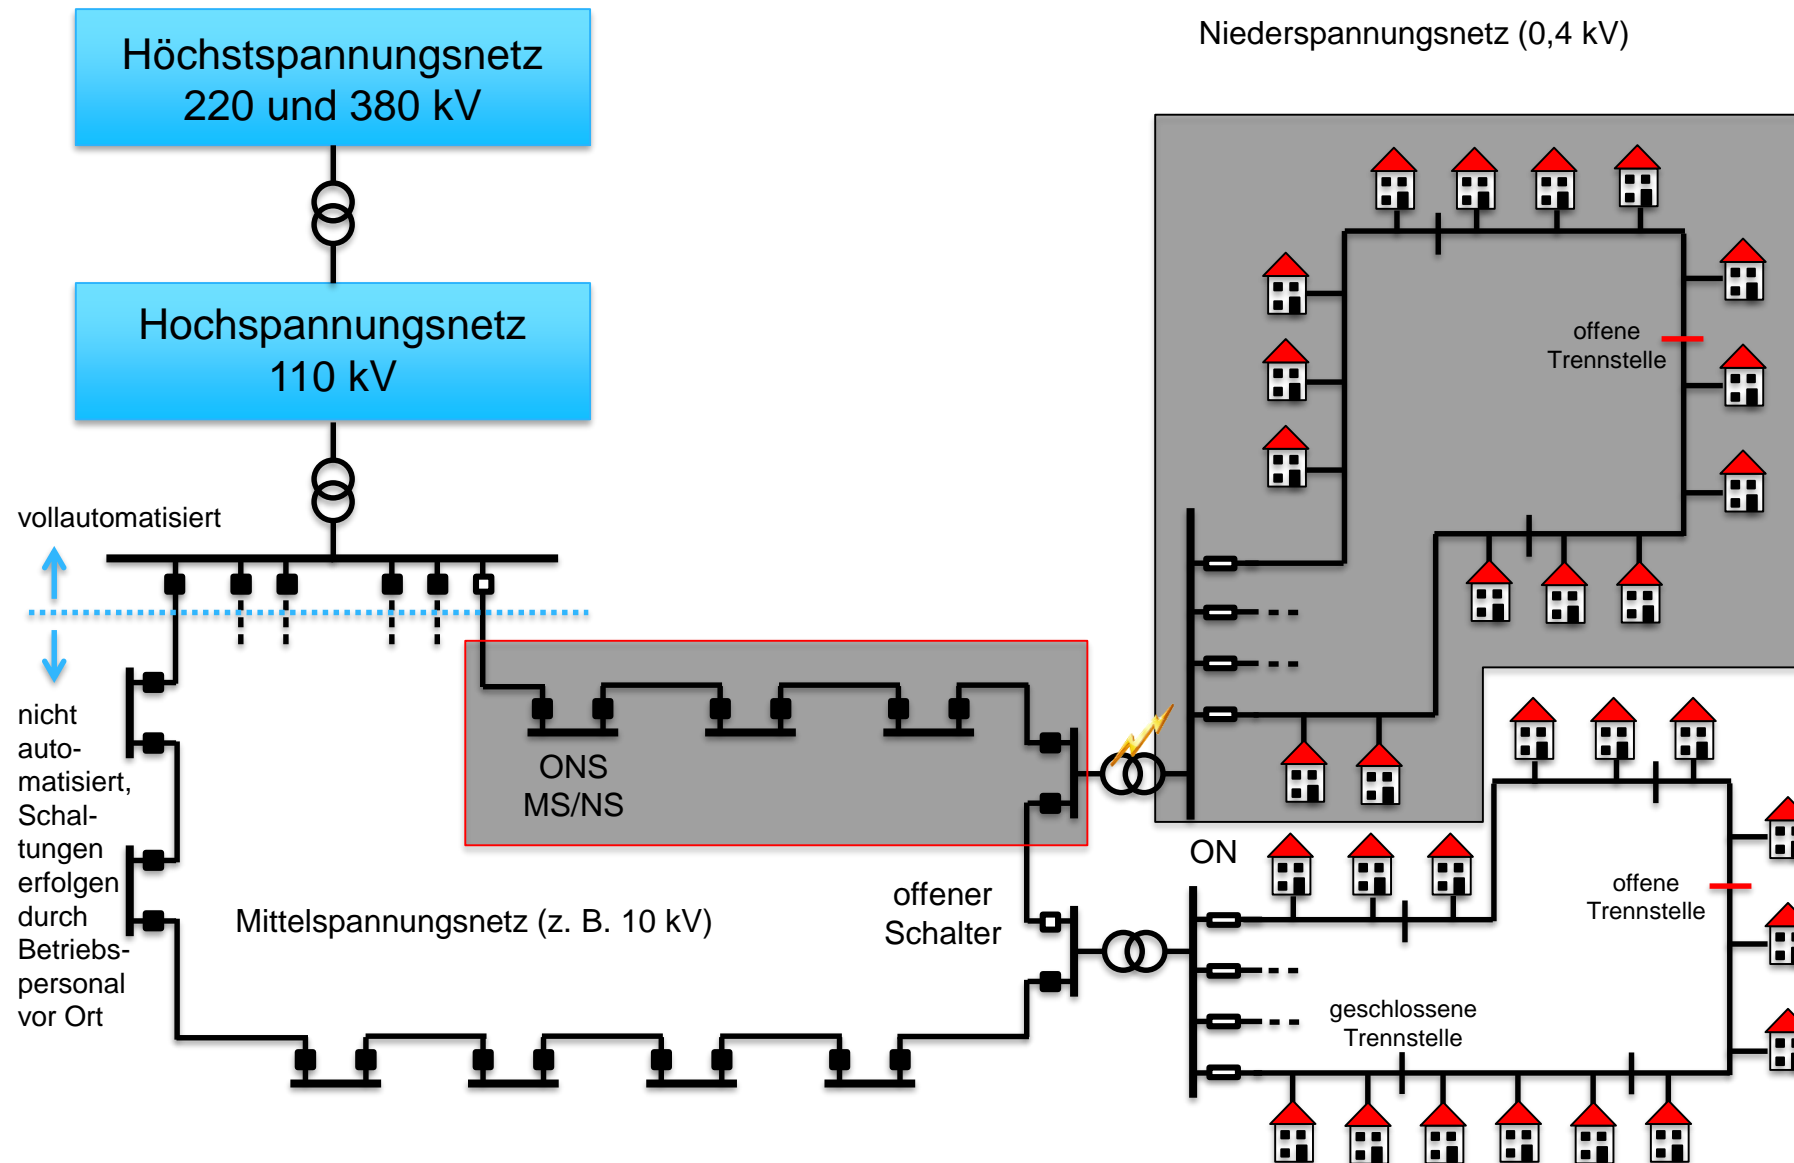 Niederspannungsnetz (0,4 kV)
Höchstspannungsnetz
220 und 380 kV
Hochspannungsnetz
110 kV
offene
Trennstelle
vollautomatisiert
nicht
auto-
matisiert,
Schal-
tungen
erfolgen
durch
Betriebs-
personal
vor Ort
ONS
MS/NS
ON
Mittelspannungsnetz (z. B. 10 kV)
offener
Schalter
offene
Trennstelle
geschlossene
Trennstelle